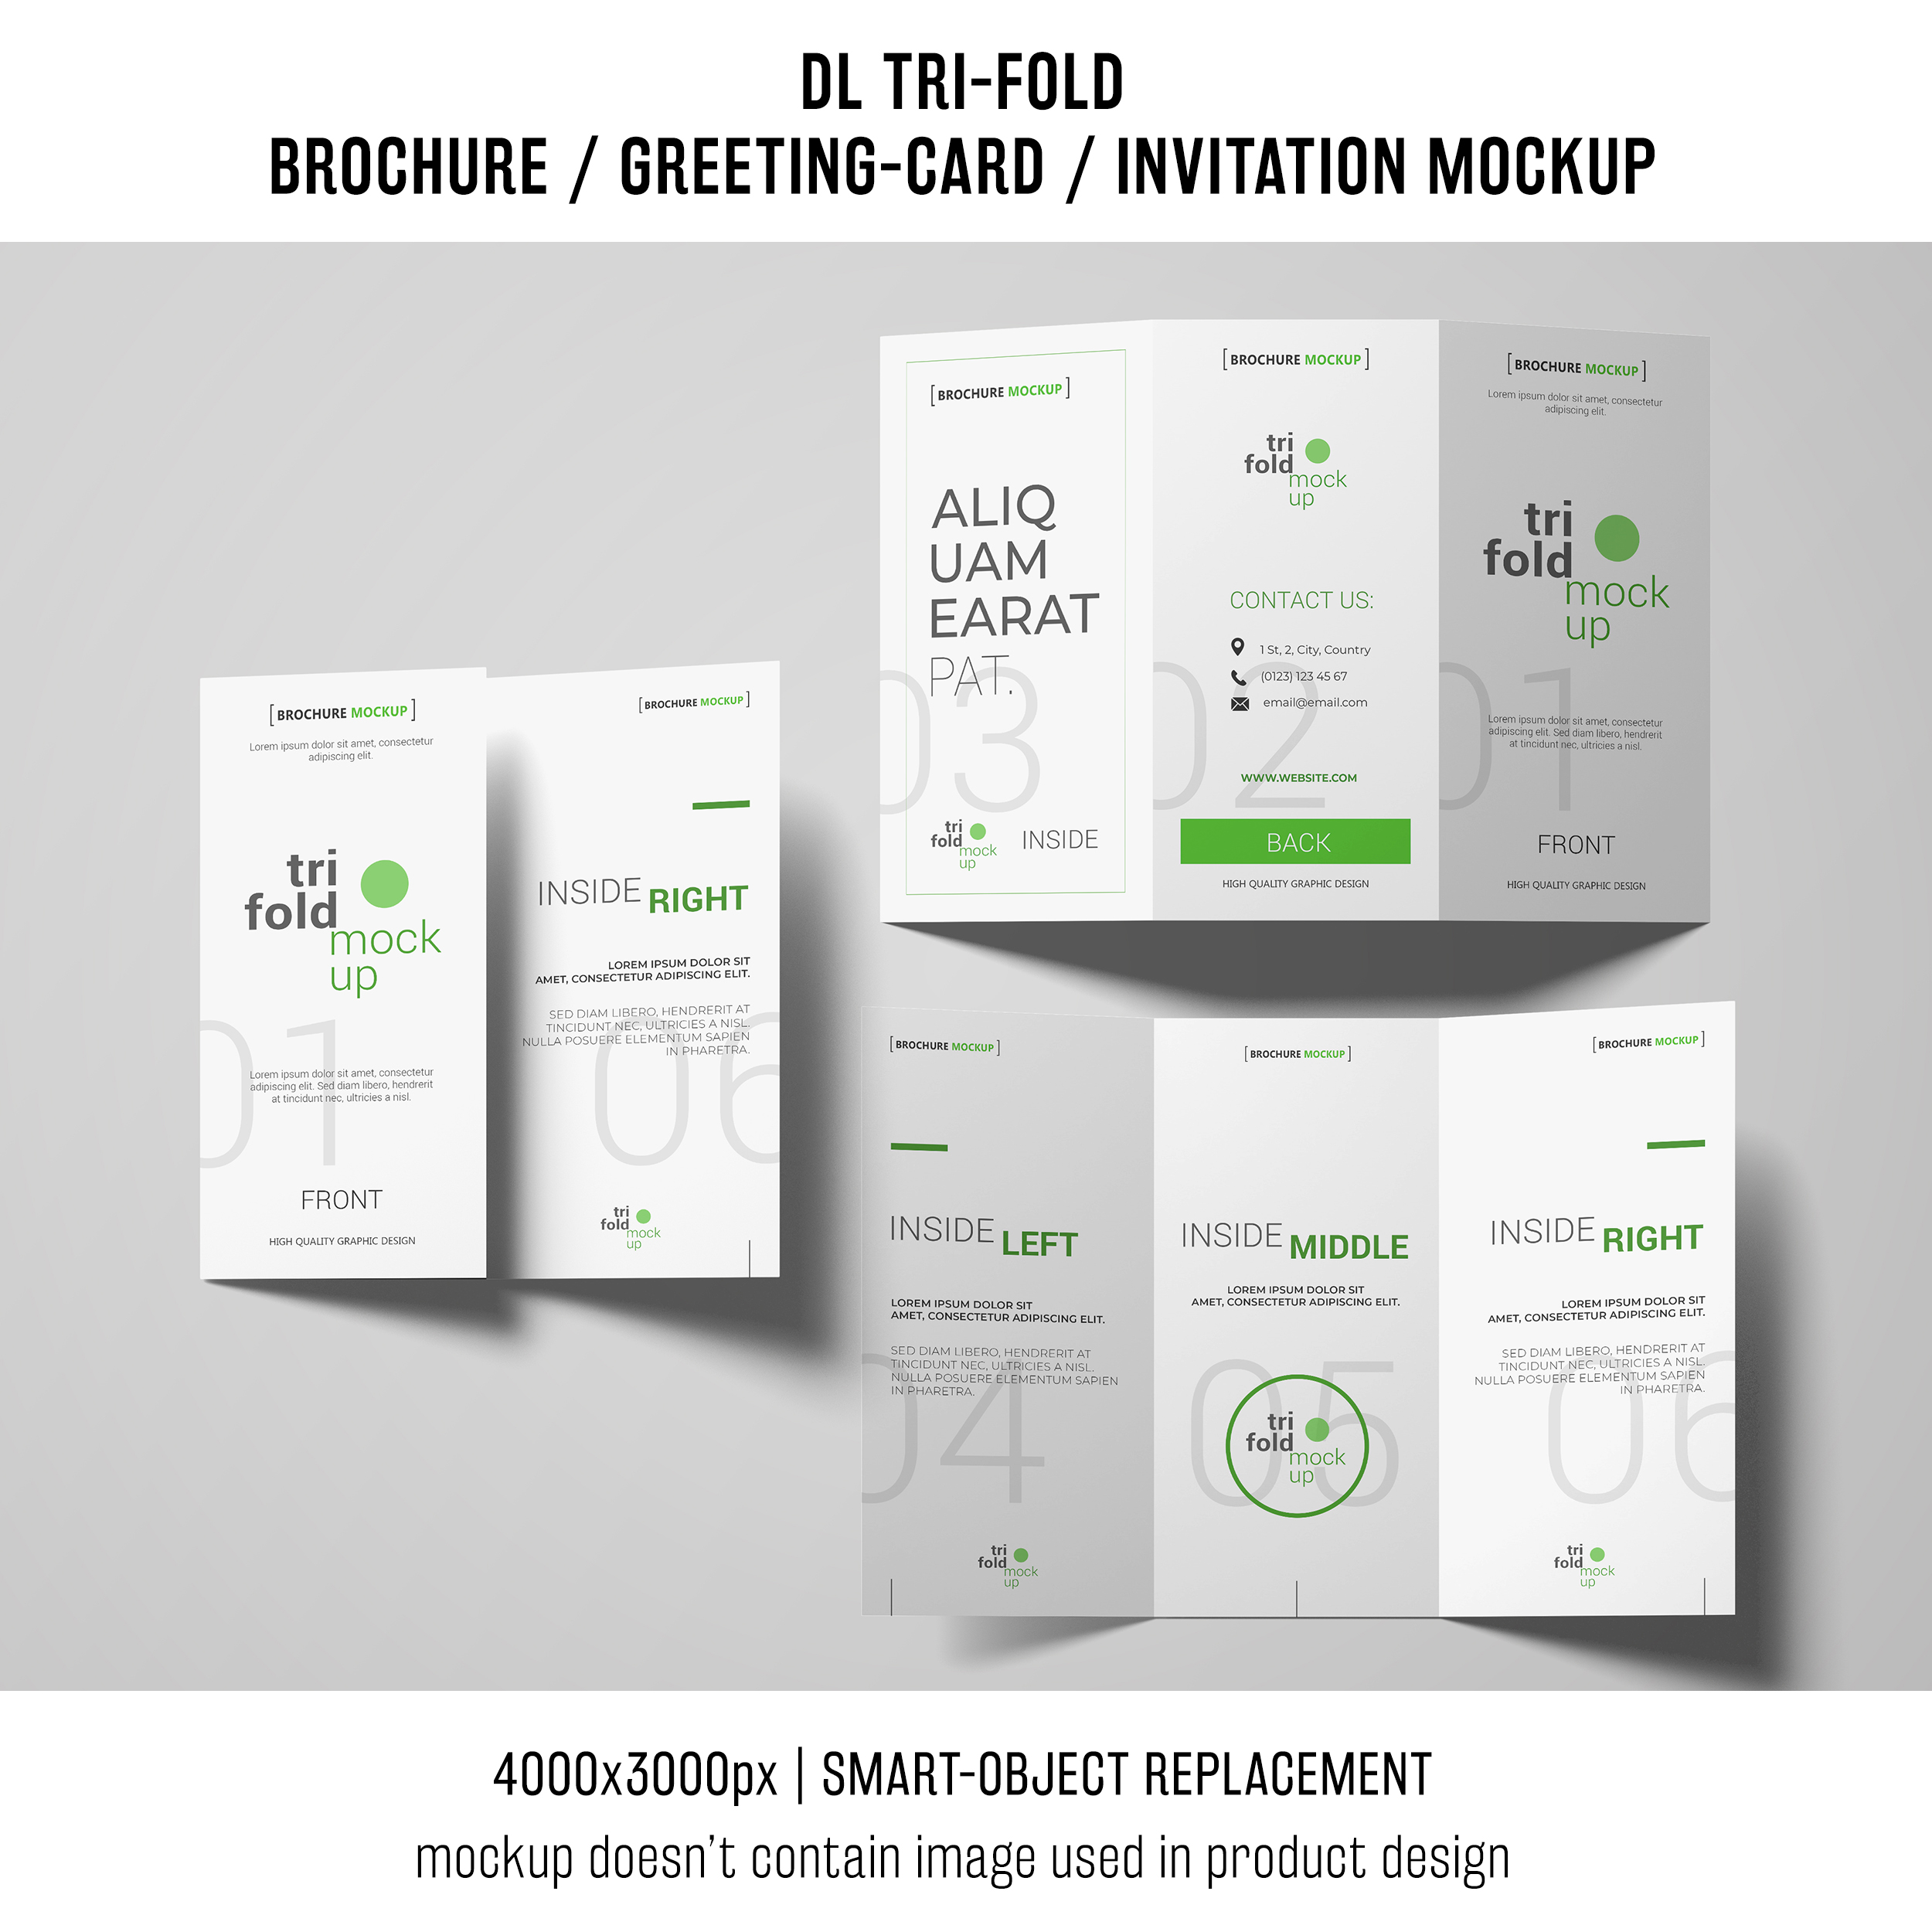 DL TRI-FOLD
BROCHURE / GREETING-CARD / INVITATION MOCKUP
[BROCHURE MOCKUP]
Lorem ipsum dolor sit amet, consectetur
adipiscing elit.
tri
fold
mock
up
01
Lorem ipsum dolor sit amet, consectetur
adipiscing elit. Sed diam libero, hendrerit
at tincidunt nec, ultricies a nisl.
FRONT
HIGH QUALITY GRAPHIC DESIGN
[BROCHURE MOCKUP]
INSIDE RIGHT
LOREM IPSUM DOLOR SIT
AMET, CONSECTETUR ADIPISCING ELIT.
SED DIAM LIBERO, HENDRERIT AT
TINCIDUNT NEC, ULTRICIES A NISL.
NULLA POSUERE ELEMENTUM SAPIEN
IN PHARETRA.
06
tri
fold
mock
up
[BROCHURE MOCKUP]
ALIQ
UAM
EARAT
PAT.
03
tri
fold
mock
up
INSIDE
[BROCHURE MOCKUP]
tri
fold
mock
up
CONTACT US:
1 St, 2, City, Country
(0123) 123 45 67
email@email.com
02
WWW.WEBSITE.COM
BACK
HIGH QUALITY GRAPHIC DESIGN
[BROCHURE MOCKUP]
Lorem ipsum dolor sit amet, consectetur
adipiscing elit.
tri
fold
mock
up
01
Lorem ipsum dolor sit amet, consectetur
adipiscing elit. Sed diam libero, hendrerit
at tincidunt nec, ultricies a nisl.
FRONT
HIGH QUALITY GRAPHIC DESIGN
[BROCHURE MOCKUP]
INSIDE LEFT
LOREM IPSUM DOLOR SIT
AMET, CONSECTETUR ADIPISCING ELIT.
SED DIAM LIBERO, HENDRERIT AT
TINCIDUNT NEC, ULTRICIES A NISL.
NULLA POSUERE ELEMENTUM SAPIEN
IN PHARETRA.
04
tri
fold
mock
up
[BROCHURE MOCKUP]
INSIDE MIDDLE
LOREM IPSUM DOLOR SIT
AMET, CONSECTETUR ADIPISCING ELIT.
05
tri
fold
mock
up
[BROCHURE MOCKUP]
INSIDE RIGHT
LOREM IPSUM DOLOR SIT
AMET, CONSECTETUR ADIPISCING ELIT.
SED DIAM LIBERO, HENDRERIT AT
TINCIDUNT NEC, ULTRICIES A NISL.
NULLA POSUERE ELEMENTUM SAPIEN
IN PHARETRA.
06
tri
fold
mock
up
4000x3000px | SMART-OBJECT REPLACEMENT
mockup doesn't contain image used in product design